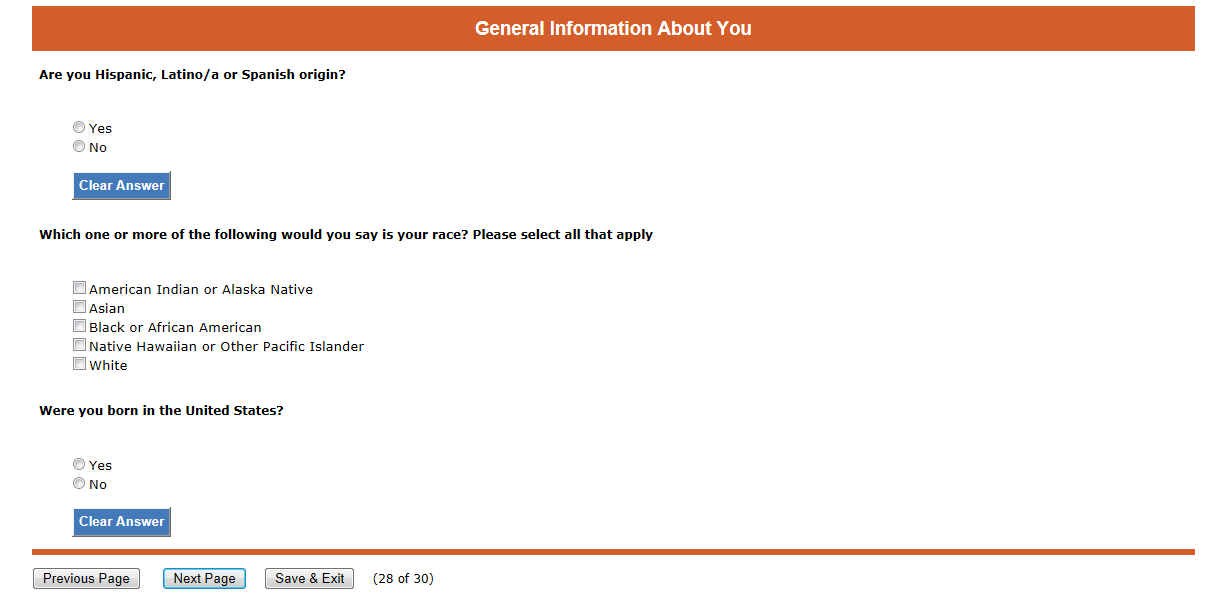 General Information About You
Are you Hispanic, Latino/a or Spanish origin?
Yes
No
Clear Answer
Which one or more of the following would you say is your race? Please select all that apply
American Indian or Alaska Native
Asian
Black or African American
Native Hawaiian or Other Pacific Islander
White
Were you born in the United States?
Yes
No
Clear Answer
Previous Page Next Page Save & Exit (28 of 30)